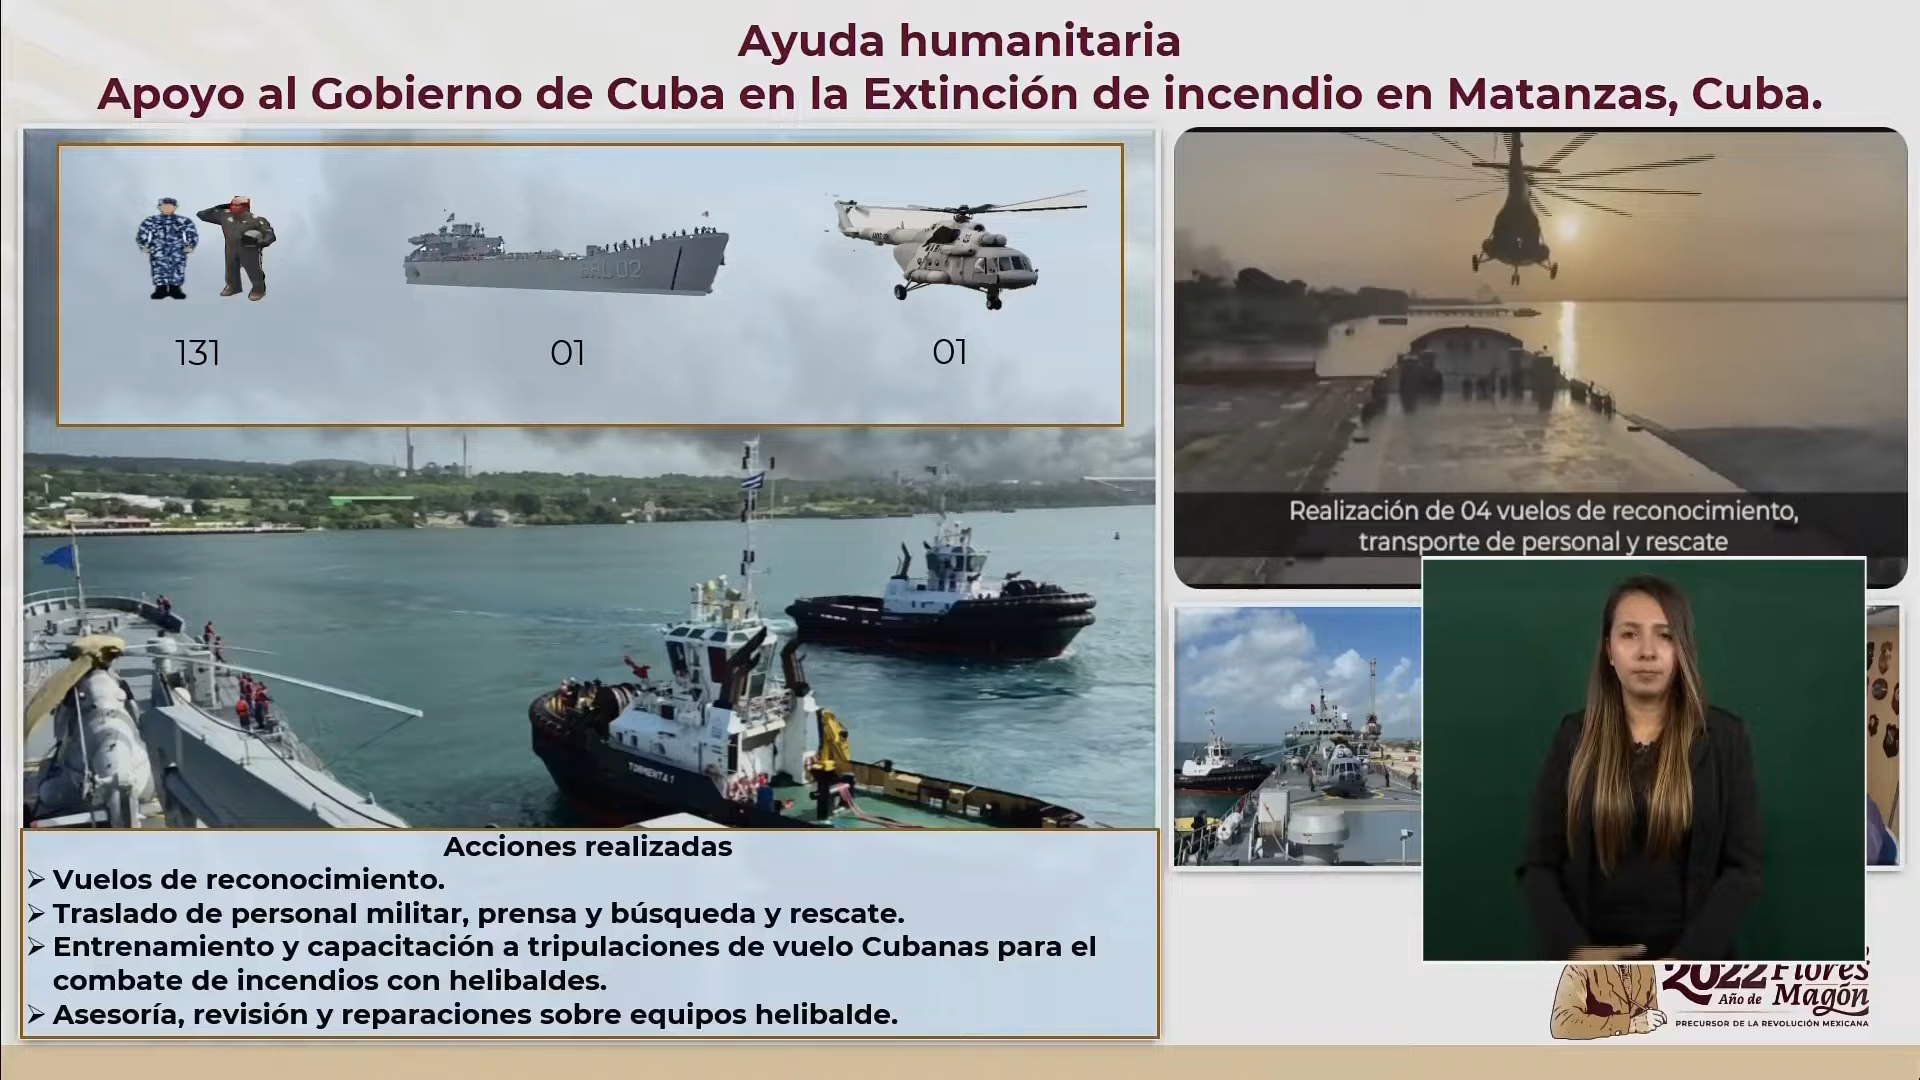 Ayuda humanitaria
Apoyo al Gobierno de Cuba en la Extinción de incendio en Matanzas, Cuba.
131
01
01
Realización de 04 vuelos de reconocimiento,
transporte de personal y rescate
TORMENTA 1
Acciones realizadas
➢ Vuelos de reconocimiento.
➢ Traslado de personal militar, prensa y búsqueda y rescate.
➢ Entrenamiento y capacitación a tripulaciones de vuelo Cubanas para el
combate de incendios con helibaldes.
➢ Asesoría, revisión y reparaciones sobre equipos helibalde.
2022 Flores
Año de Magón
PRECURSOR DE LA REVOLUCIÓN MEXICANA